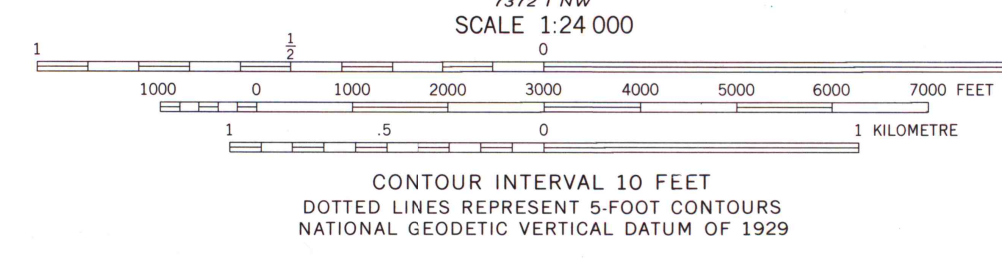 7372 I NW
SCALE 1:24 000
1 1/2 0
1000 0 1000 2000 3000 4000 5000 6000 7000 FEET
1 .5 0 1 KILOMETRE
CONTOUR INTERVAL 10 FEET
DOTTED LINES REPRESENT 5-FOOT CONTOURS
NATIONAL GEODETIC VERTICAL DATUM OF 1929